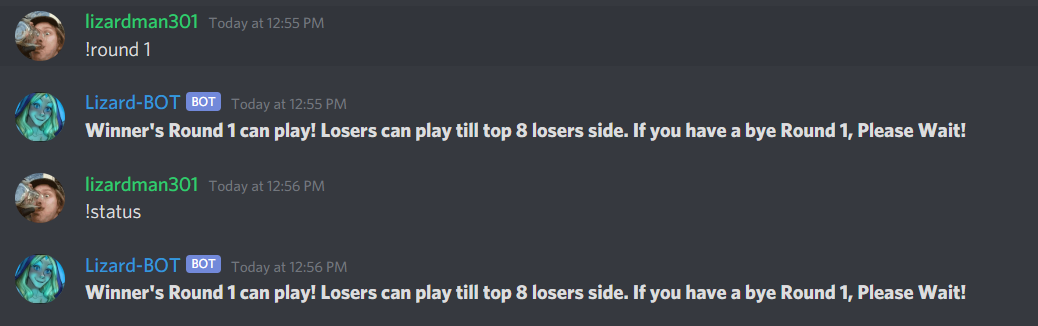 lizardman301 Today at 12:55 PM
!round 1
Lizard-BOT BOT Today at 12:55 PM
Winner's Round 1 can play! Losers can play till top 8 losers side. If you have a bye Round 1, Please Wait!
lizardman301 Today at 12:56 PM
!status
Lizard-BOT BOT Today at 12:56 PM
Winner's Round 1 can play! Losers can play till top 8 losers side. If you have a bye Round 1, Please Wait!